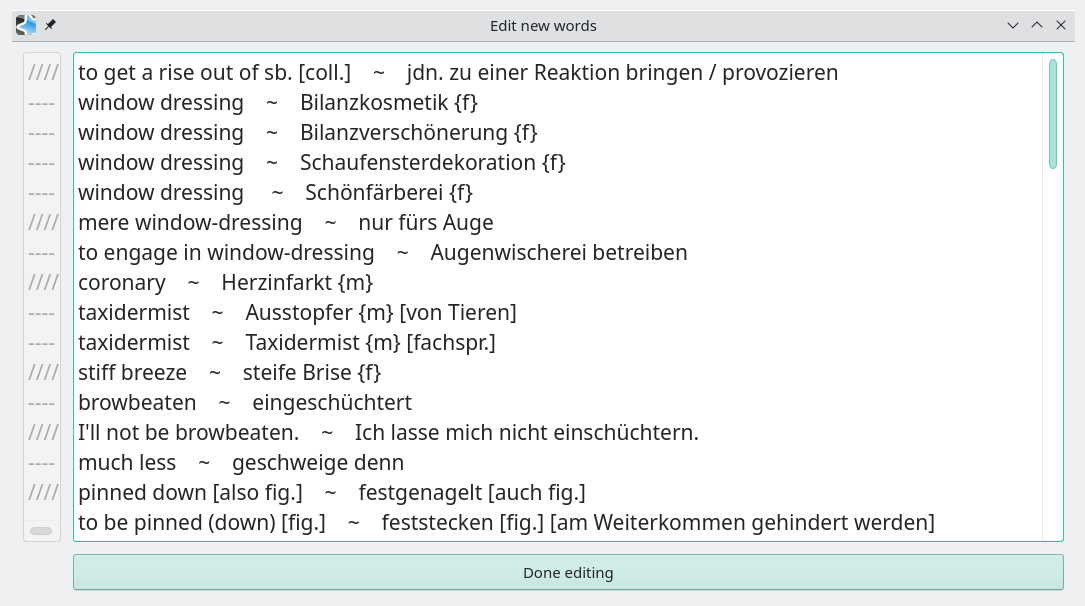 Edit new words
//// to get a rise out of sb. [coll.] ~ jdn. zu einer Reaktion bringen / provozieren
---- window dressing ~ Bilanzkosmetik {f}
---- window dressing ~ Bilanzverschönerung {f}
---- window dressing ~ Schaufensterdekoration {f}
---- window dressing ~ Schönfärberei {f}
//// mere window-dressing ~ nur fürs Auge
---- to engage in window-dressing ~ Augenwischerei betreiben
//// coronary ~ Herzinfarkt {m}
---- taxidermist ~ Ausstopfer {m} [von Tieren]
---- taxidermist ~ Taxidermist {m} [fachspr.]
//// stiff breeze ~ steife Brise {f}
---- browbeaten ~ eingeschüchtert
//// I'll not be browbeaten. ~ Ich lasse mich nicht einschüchtern.
---- much less ~ geschweige denn
//// pinned down [also fig.] ~ festgenagelt [auch fig.]
to be pinned (down) [fig.] ~ feststecken [fig.] [am Weiterkommen gehindert werden]
Done editing